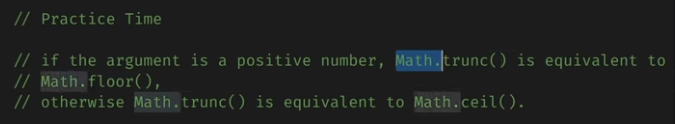 // Practice Time
// if the argument is a positive number, Math.trunc() is equivalent to
// Math.floor(),
// otherwise Math.trunc() is equivalent to Math.ceil().